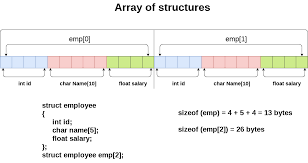 Array of structures
emp[0]
emp[1]
int id
char Name(10)
float salary
int id
char Name(10)
float salary
struct employee
{
int id;
char name[5];
float salary;
};
struct employee emp[2];
sizeof (emp) = 4 + 5 + 4 = 13 bytes
sizeof (emp[2]) = 26 bytes